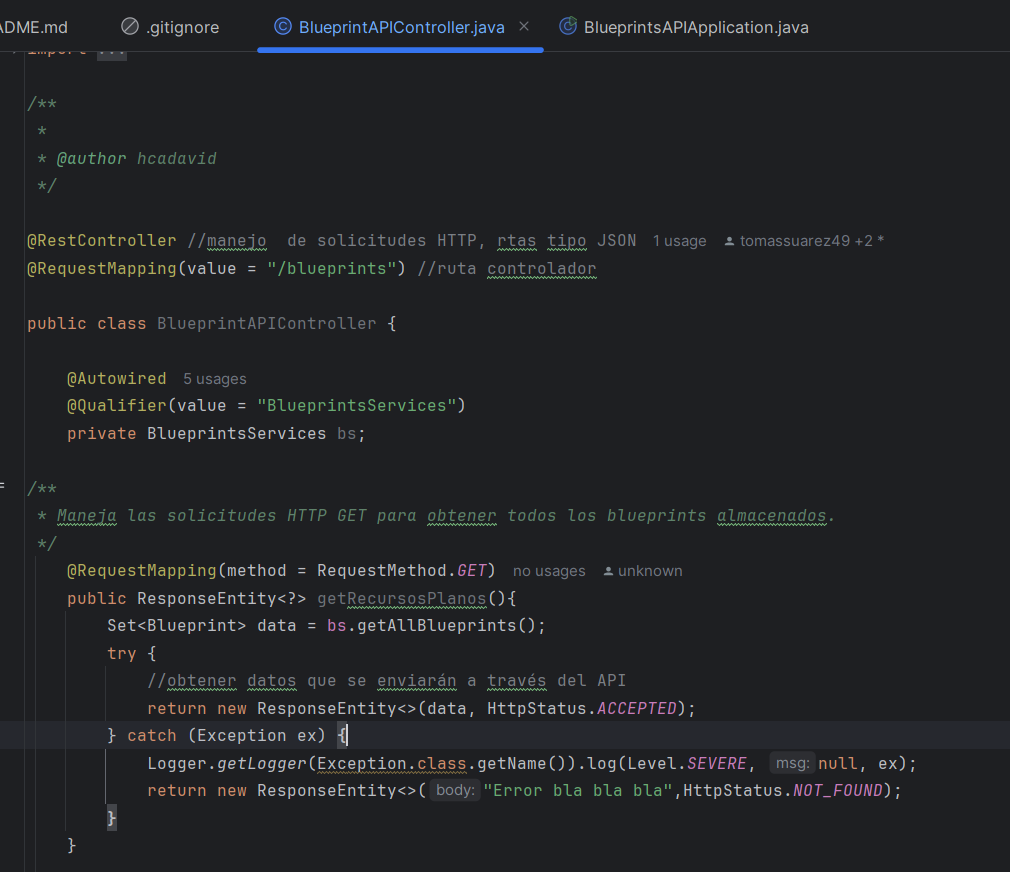 ADME.md .gitignore BlueprintAPIController.java BlueprintsAPIApplication.java
import ...
/**
*
* @author hcadavid
*/
@RestController //manejo  de solicitudes HTTP, rtas tipo JSON 1 usage tomassuarez49 +2 *
@RequestMapping(value = "/blueprints") //ruta controlador
public class BlueprintAPIController {
@Autowired 5 usages
@Qualifier(value = "BlueprintsServices")
private BlueprintsServices bs;
/**
* Maneja las solicitudes HTTP GET para obtener todos los blueprints almacenados.
*/
@RequestMapping(method = RequestMethod.GET) no usages unknown
public ResponseEntity<?> getRecursosPlanos(){
Set<Blueprint> data = bs.getAllBlueprints();
try {
//obtener datos que se enviarán a través del API
return new ResponseEntity<>(data, HttpStatus.ACCEPTED);
} catch (Exception ex) {
Logger.getLogger(Exception.class.getName()).log(Level.SEVERE, msg: null, ex);
return new ResponseEntity<>( body: "Error bla bla bla",HttpStatus.NOT_FOUND);
}
}